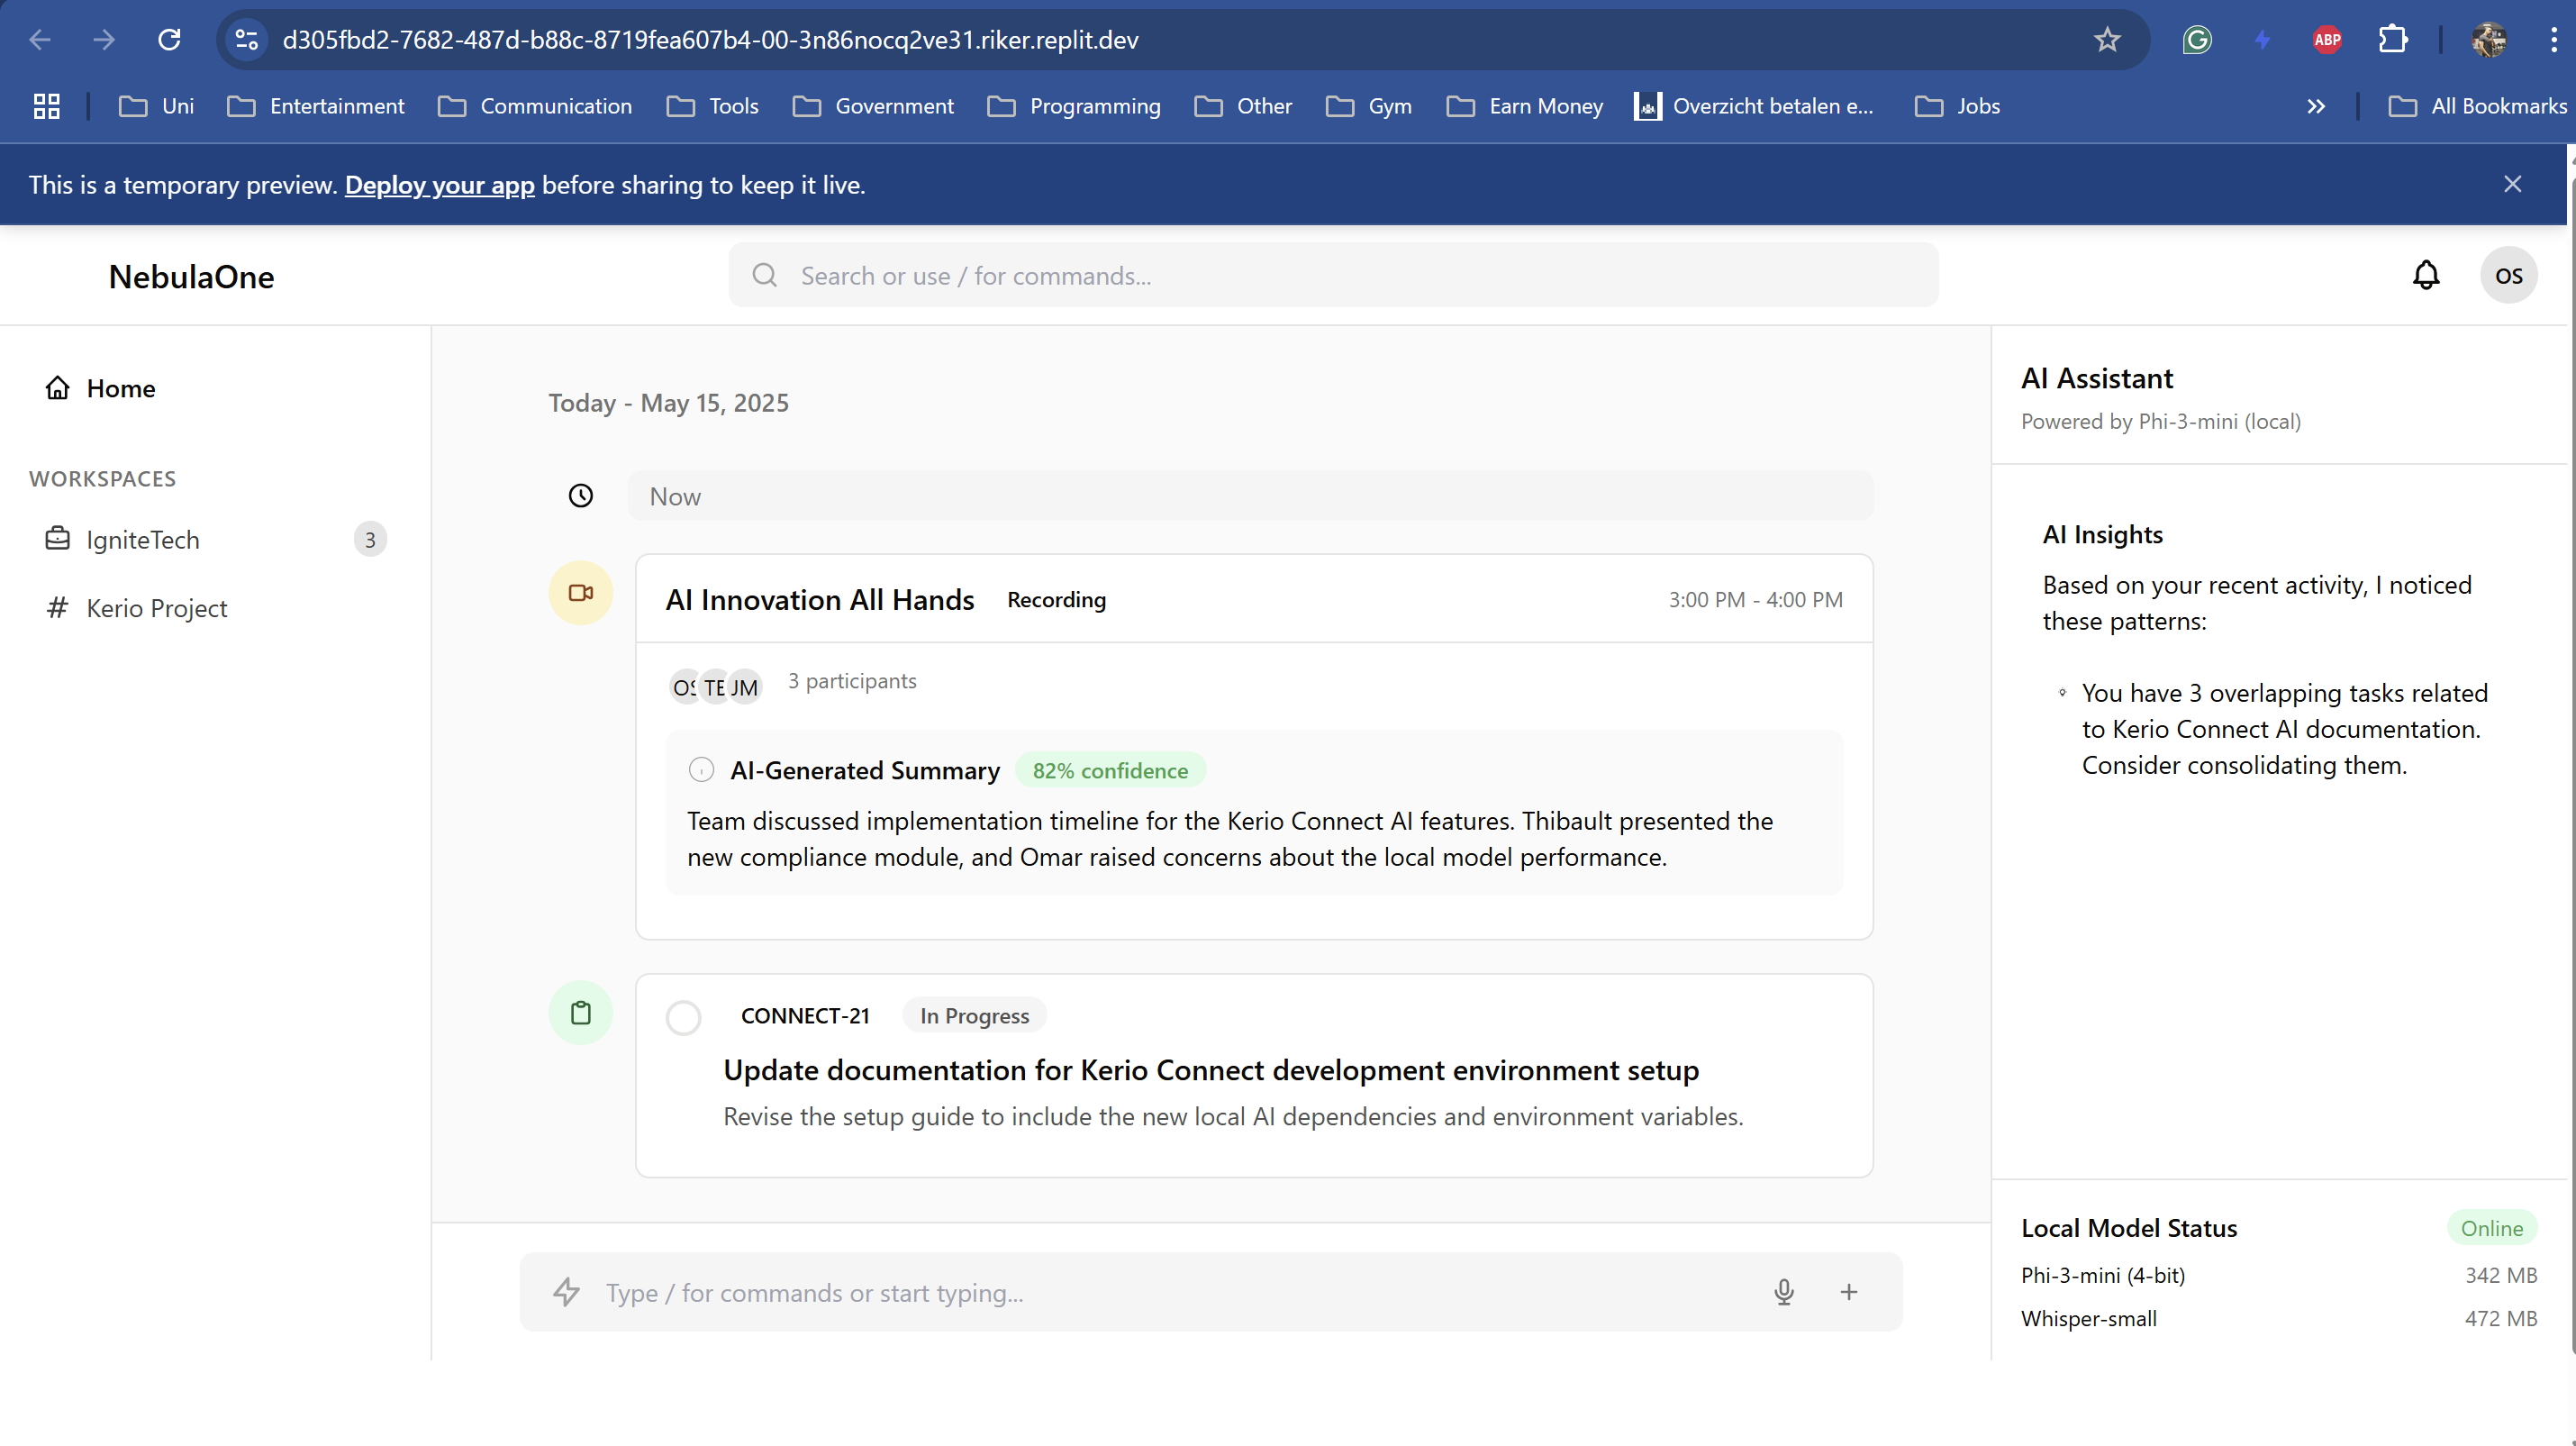 d305fbd2-7682-487d-b88c-8719fea607b4-00-3n86nocq2ve31.riker.replit.dev
ABP
Uni Entertainment Communication Tools Government Programming Other Gym Earn Money Overzicht betalen e... Jobs All Bookmarks
This is a temporary preview. Deploy your app before sharing to keep it live.
NebulaOne
Search or use / for commands...
OS
Home
WORKSPACES
IgniteTech 3
Kerio Project
Today - May 15, 2025
Now
AI Innovation All Hands Recording 3:00 PM - 4:00 PM
OS TE JM 3 participants
AI-Generated Summary 82% confidence
Team discussed implementation timeline for the Kerio Connect AI features. Thibault presented the
new compliance module, and Omar raised concerns about the local model performance.
CONNECT-21 In Progress
Update documentation for Kerio Connect development environment setup
Revise the setup guide to include the new local AI dependencies and environment variables.
Type / for commands or start typing...
AI Assistant
Powered by Phi-3-mini (local)
AI Insights
Based on your recent activity, I noticed
these patterns:
You have 3 overlapping tasks related
to Kerio Connect AI documentation.
Consider consolidating them.
Local Model Status Online
Phi-3-mini (4-bit) 342 MB
Whisper-small 472 MB